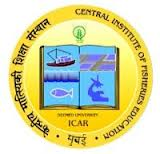 केन्द्रीय मात्स्यिकी शिक्षा संस्थान
CENTRAL INSTITUTE OF FISHERIES EDUCATION
DEEMED UNIVERSITY
ICAR
मुंबई